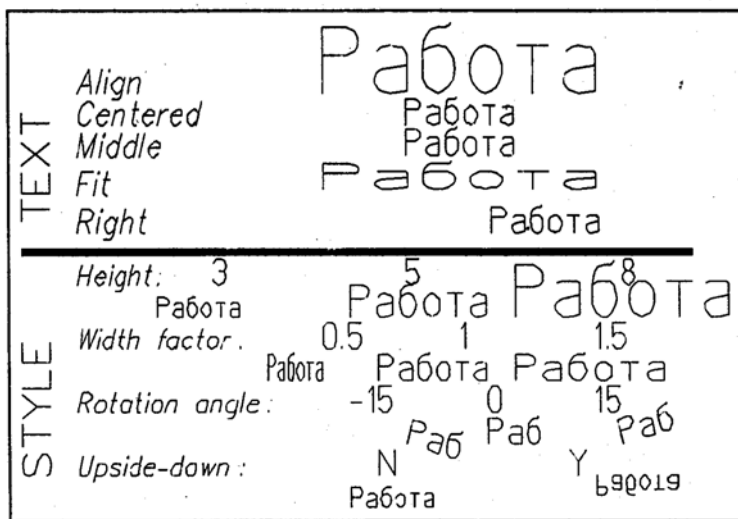 TEXT
Align Работа
Centered Работа
Middle Работа
Fit Работа
Right Работа
STYLE
Height: 3 5 8
Работа Работа Работа
Width factor. 0.5 1 1.5
Работа Работа Работа
Rotation angle: -15 0 15
Раб Раб Раб
Upside-down: N Y
Работа Работа